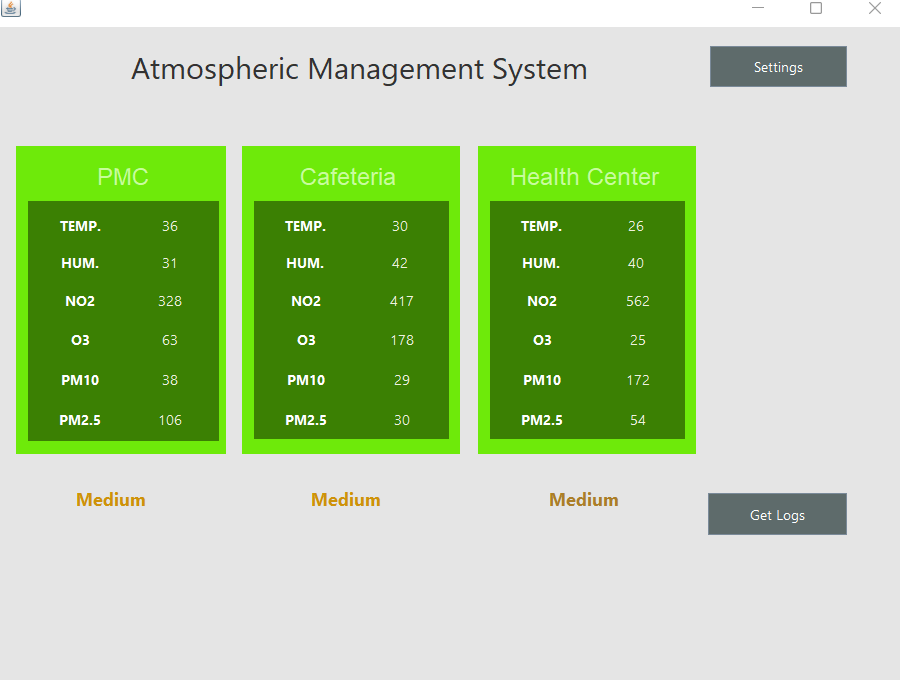 Atmospheric Management System
Settings
PMC
TEMP. 36
HUM. 31
NO2 328
O3 63
PM10 38
PM2.5 106
Medium
Cafeteria
TEMP. 30
HUM. 42
NO2 417
O3 178
PM10 29
PM2.5 30
Medium
Health Center
TEMP. 26
HUM. 40
NO2 562
O3 25
PM10 172
PM2.5 54
Medium
Get Logs